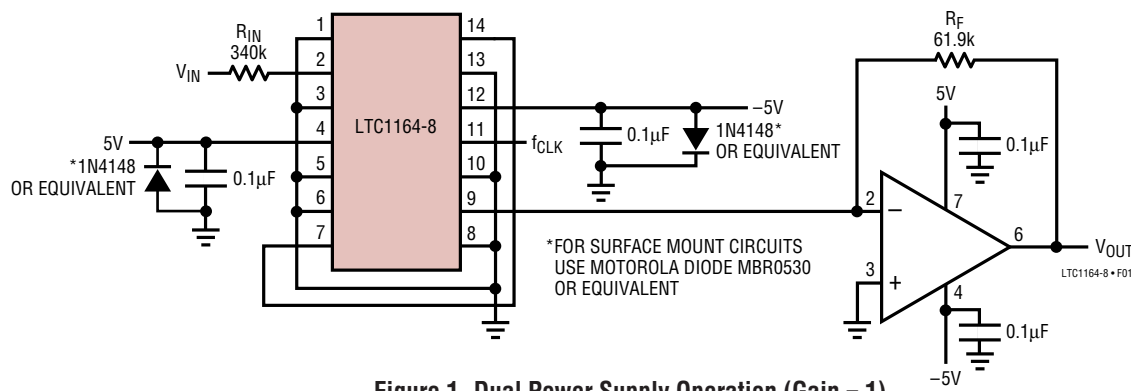 R_IN
340k
V_IN
1
2
3
4
5
6
7
14
13
12
11
10
9
8
LTC1164-8
5V
*1N4148
OR EQUIVALENT
0.1µF
–5V
f_CLK
0.1µF
1N4148*
OR EQUIVALENT
*FOR SURFACE MOUNT CIRCUITS
USE MOTOROLA DIODE MBR0530
OR EQUIVALENT
R_F
61.9k
5V
0.1µF
2
–
7
6
3
+
4
V_OUT
LTC1164-8 • F01
0.1µF
–5V
Figure 1. Dual Power Supply Operation (Gain = 1)